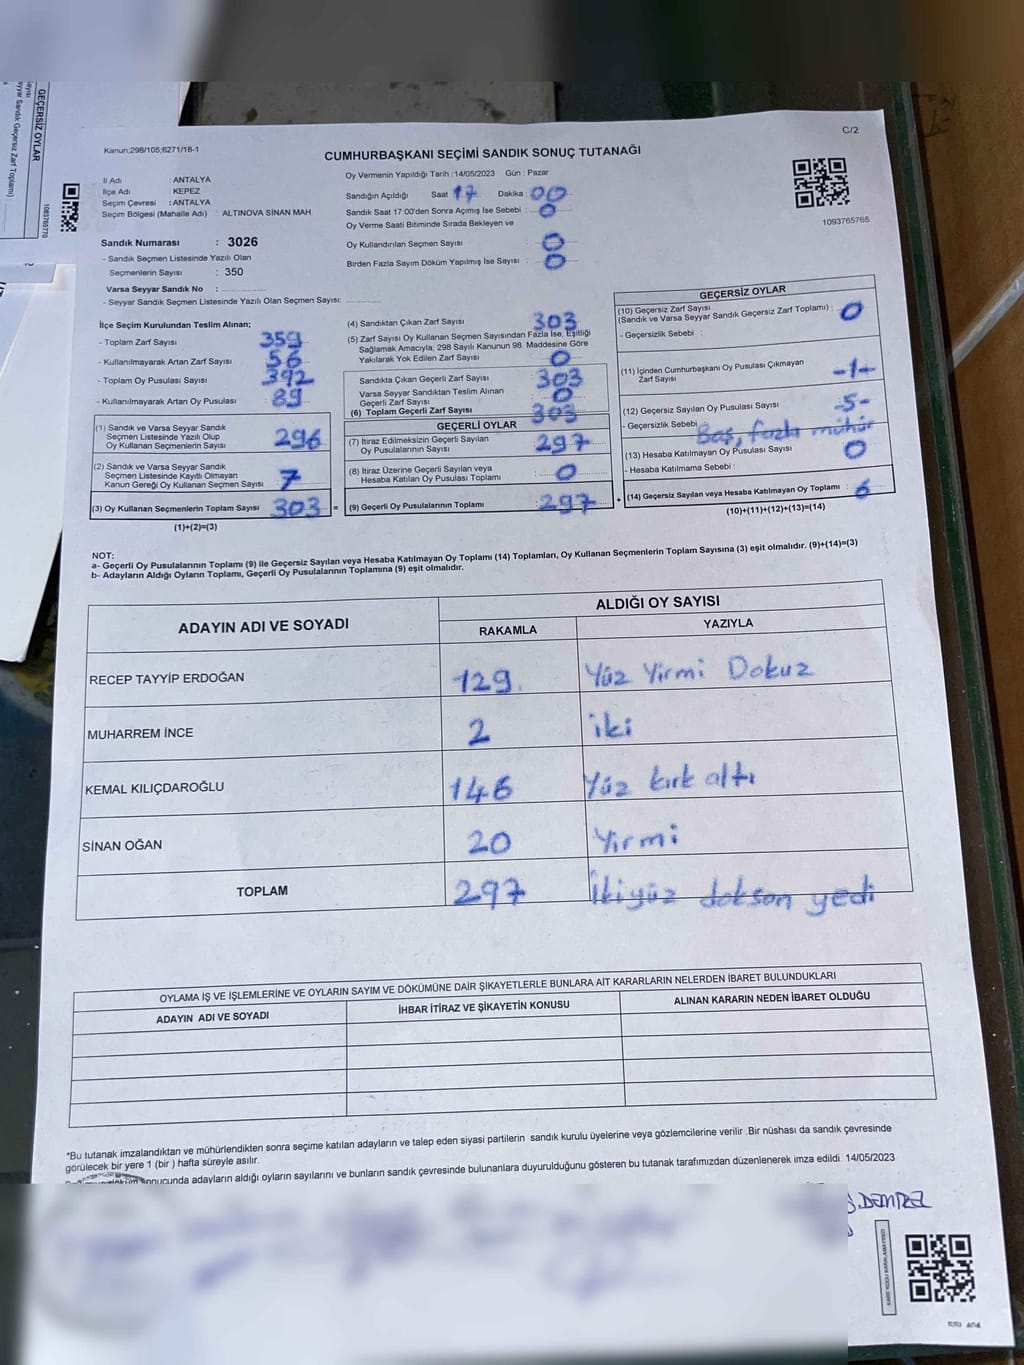 C/2
Kanun;298/105;6271/18-1
CUMHURBAŞKANI SEÇİMİ SANDIK SONUÇ TUTANAĞI
İl Adı : ANTALYA
İlçe Adı : KEPEZ
Seçim Çevresi : ANTALYA
Seçim Bölgesi (Mahalle Adı) : ALTINOVA SİNAN MAH
Sandık Numarası : 3026
- Sandık Seçmen Listesinde Yazılı Olan
Seçmenlerin Sayısı : 350
Varsa Seyyar Sandık No : ..............
- Seyyar Sandık Seçmen Listesinde Yazılı Olan Seçmen Sayısı: ............
Oy Vermenin Yapıldığı Tarih :14/05/2023 Gün : Pazar
Sandığın Açıldığı Saat 17 Dakika 00
Sandık Saat 17:00'den Sonra Açımış İse Sebebi : 0
Oy Verme Saati Bitiminde Sırada Bekleyen ve
Oy Kullandırılan Seçmen Sayısı 0
Birden Fazla Sayım Döküm Yapılmış İse Sayısı : 0
1093765765
İlçe Seçim Kurulundan Teslim Alınan;
- Toplam Zarf Sayısı : 359
- Kullanılmayarak Artan Zarf Sayısı : 56
- Toplam Oy Pusulası Sayısı : 392
- Kullanılmayarak Artan Oy Pusulası : 89
(1) Sandık ve Varsa Seyyar Sandık
Seçmen Listesinde Yazılı Olup
Oy Kullanan Seçmenlerin Sayısı : 296
(2) Sandık ve Varsa Seyyar Sandık
Seçmen Listesinde Kayıtlı Olmayan
Kanun Gereği Oy Kullanan Seçmen Sayısı : 7
(3) Oy Kullanan Seçmenlerin Toplam Sayısı : 303 =
(1)+(2)=(3)
(4) Sandıktan Çıkan Zarf Sayısı : 303
(5) Zarf Sayısı Oy Kullanan Seçmen Sayısından Fazla İse, Eşitliği
Sağlamak Amacıyla; 298 Sayılı Kanunun 98. Maddesine Göre
Yakılarak Yok Edilen Zarf Sayısı : 0
Sandıkta Çıkan Geçerli Zarf Sayısı : 303
Varsa Seyyar Sandıktan Teslim Alınan
Geçerli Zarf Sayısı : 0
(6) Toplam Geçerli Zarf Sayısı : 303
GEÇERLİ OYLAR
(7) İtiraz Edilmeksizin Geçerli Sayılan
Oy Pusulalarının Sayısı : 297
(8) İtiraz Üzerine Geçerli Sayılan veya
Hesaba Katılan Oy Pusulası Toplamı : 0
(9) Geçerli Oy Pusulalarının Toplamı : 297 +
GEÇERSİZ OYLAR
(10) Geçersiz Zarf Sayısı
(Sandık ve Varsa Seyyar Sandık Geçersiz Zarf Toplamı) : 0
- Geçersizlik Sebebi :
(11) İçinden Cumhurbaşkanı Oy Pusulası Çıkmayan
Zarf Sayısı -1-
(12) Geçersiz Sayılan Oy Pusulası Sayısı : -5-
- Geçersizlik Sebebi : Boş, fazla mühür
(13) Hesaba Katılmayan Oy Pusulası Sayısı : 0
- Hesaba Katılmama Sebebi :
(14) Geçersiz Sayılan veya Hesaba Katılmayan Oy Toplamı : 6
(10)+(11)+(12)+(13)=(14)
NOT:
a- Geçerli Oy Pusulalarının Toplamı (9) ile Geçersiz Sayılan veya Hesaba Katılmayan Oy Toplamı (14) Toplamları, Oy Kullanan Seçmenlerin Toplam Sayısına (3) eşit olmalıdır. (9)+(14)=(3)
b- Adayların Aldığı Oyların Toplamı, Geçerli Oy Pusulalarının Toplamına (9) eşit olmalıdır.
ADAYIN ADI VE SOYADI
ALDIĞI OY SAYISI
RAKAMLA YAZIYLA
RECEP TAYYİP ERDOĞAN 129 Yüz Yirmi Dokuz
MUHARREM İNCE 2 iki
KEMAL KILIÇDAROĞLU 146 Yüz kırk altı
SİNAN OĞAN 20 Yirmi
TOPLAM 297 İkiyüz dokson yedi
OYLAMA İŞ VE İŞLEMLERİNE VE OYLARIN SAYIM VE DÖKÜMÜNE DAİR ŞİKAYETLERLE BUNLARA AİT KARARLARIN NELERDEN İBARET BULUNDUKLARI
ADAYIN ADI VE SOYADI İHBAR İTİRAZ VE ŞİKAYETİN KONUSU ALINAN KARARIN NEDEN İBARET OLDUĞU
*Bu tutanak imzalandıktan ve mühürlendikten sonra seçime katılan adayların ve talep eden siyasi partilerin sandık kurulu üyelerine veya gözlemcilerine verilir .Bir nüshası da sandık çevresinde
görülecek bir yere 1 (bir ) hafta süreyle asılır.
sonucunda adayların aldığı oyların sayılarını ve bunların sandık çevresinde bulunanlara duyurulduğunu gösteren bu tutanak tarafımızdan düzenlenerek imza edildi. 14/05/2023
DEMREL
GEÇERSİZ OYLAR
Seyyar Sandık Geçersiz Zarf Toplamı)
1093765770